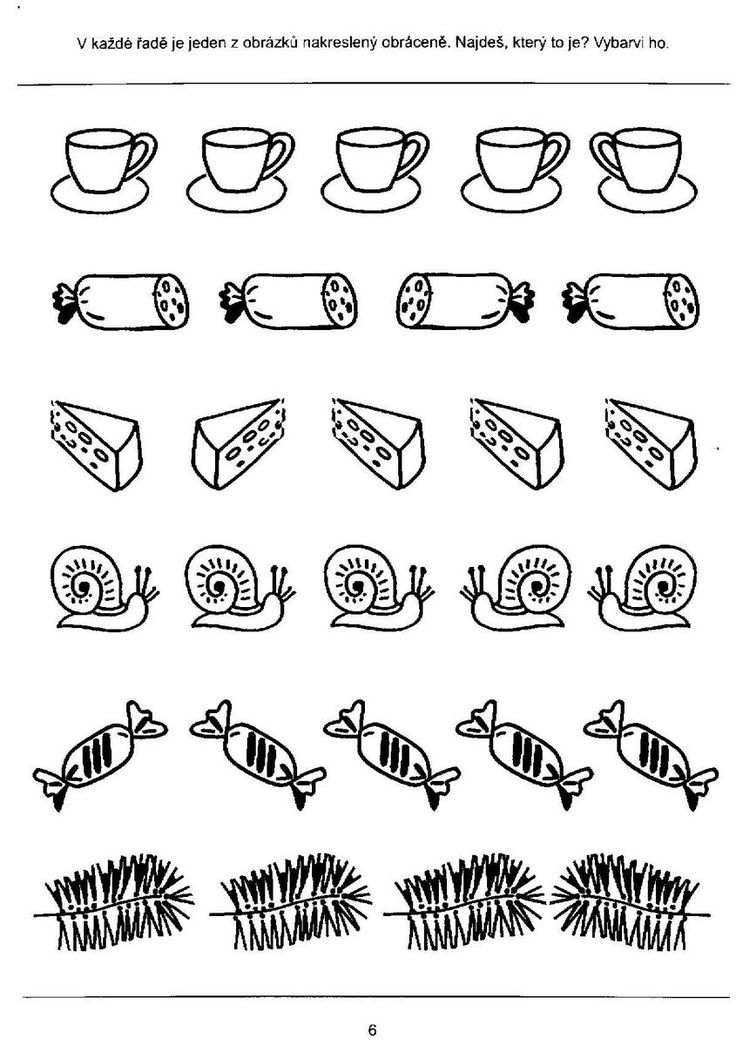 V každé řadě je jeden z obrázků nakreslený obráceně. Najdeš, který to je? Vybarvi ho.
6